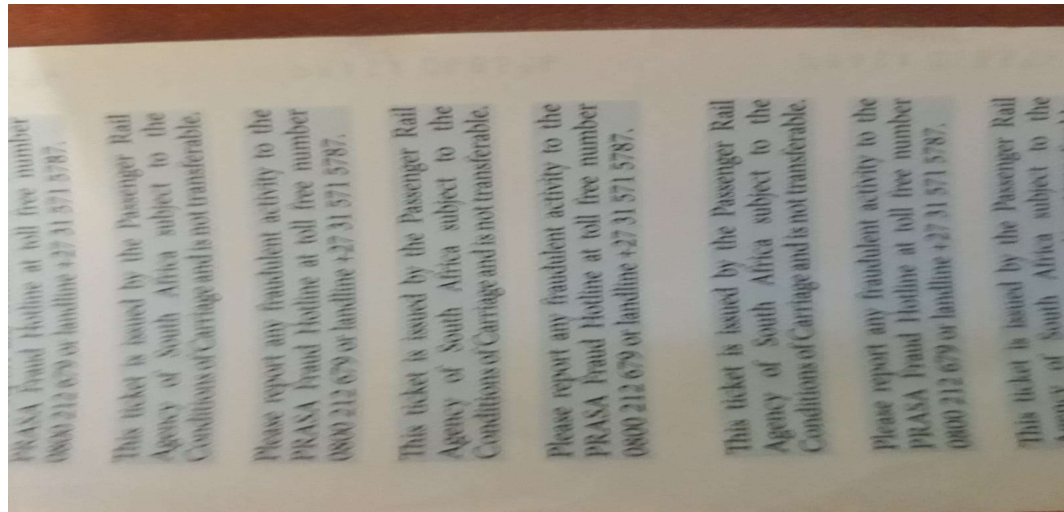 PRASA Fraud Hotline at toll free number
0800 212 679 or landline +27 31 571 5787.
This ticket is issued by the Passenger Rail
Agency of South Africa subject to the
Conditions of Carriage and is not transferable.
Please report any fraudulent activity to the
PRASA Fraud Hotline at toll free number
0800 212 679 or landline +27 31 571 5787.
This ticket is issued by the Passenger Rail
Agency of South Africa subject to the
Conditions of Carriage and is not transferable.
Please report any fraudulent activity to the
PRASA Fraud Hotline at toll free number
0800 212 679 or landline +27 31 571 5787.
This ticket is issued by the Passenger Rail
Agency of South Africa subject to the
Conditions of Carriage and is not transferable.
Please report any fraudulent activity to the
PRASA Fraud Hotline at toll free number
0800 212 679 or landline +27 31 571 5787.
This ticket is issued by the Passenger Rail
Agency of South Africa subject to the